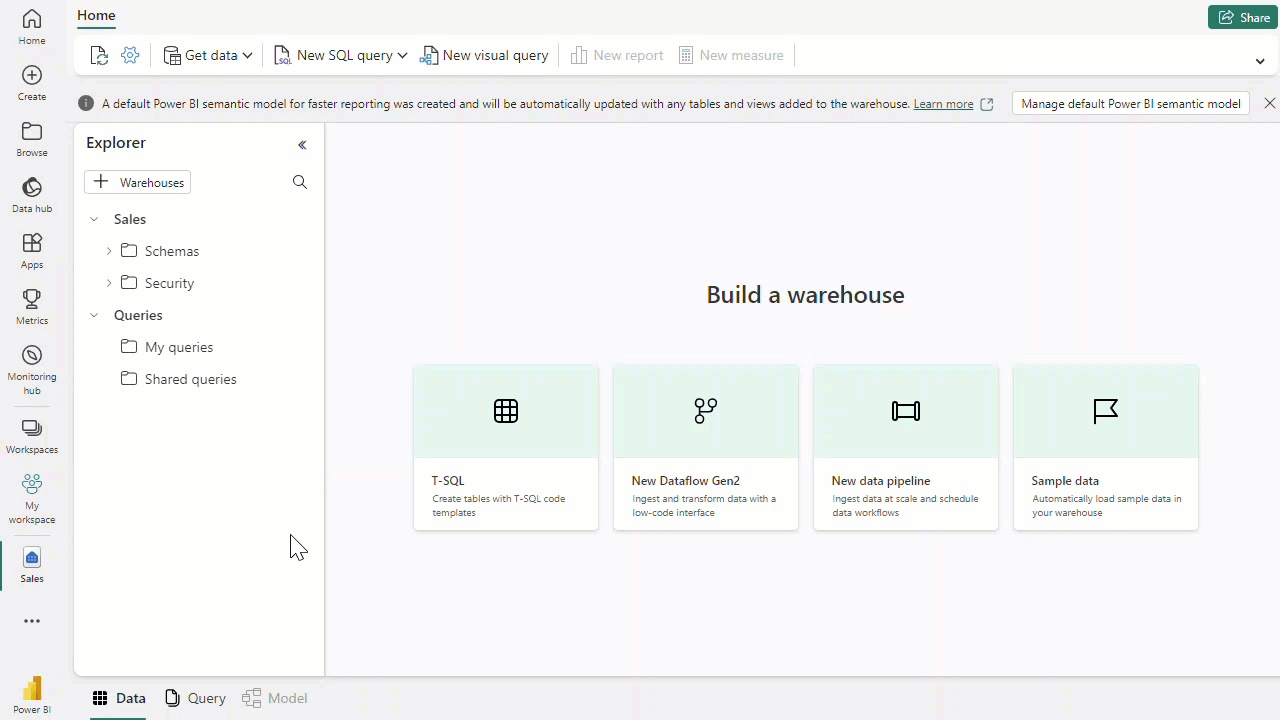 Home
Share
Get data
New SQL query
New visual query
New report
New measure
A default Power BI semantic model for faster reporting was created and will be automatically updated with any tables and views added to the warehouse. Learn more
Manage default Power BI semantic model
Home
Create
Browse
Data hub
Apps
Metrics
Monitoring
hub
Workspaces
My
workspace
Sales
Power BI
Explorer
Warehouses
Sales
Schemas
Security
Queries
My queries
Shared queries
Build a warehouse
T-SQL
Create tables with T-SQL code
templates
New Dataflow Gen2
Ingest and transform data with a
low-code interface
New data pipeline
Ingest data at scale and schedule
data workflows
Sample data
Automatically load sample data in
your warehouse
Data
Query
Model